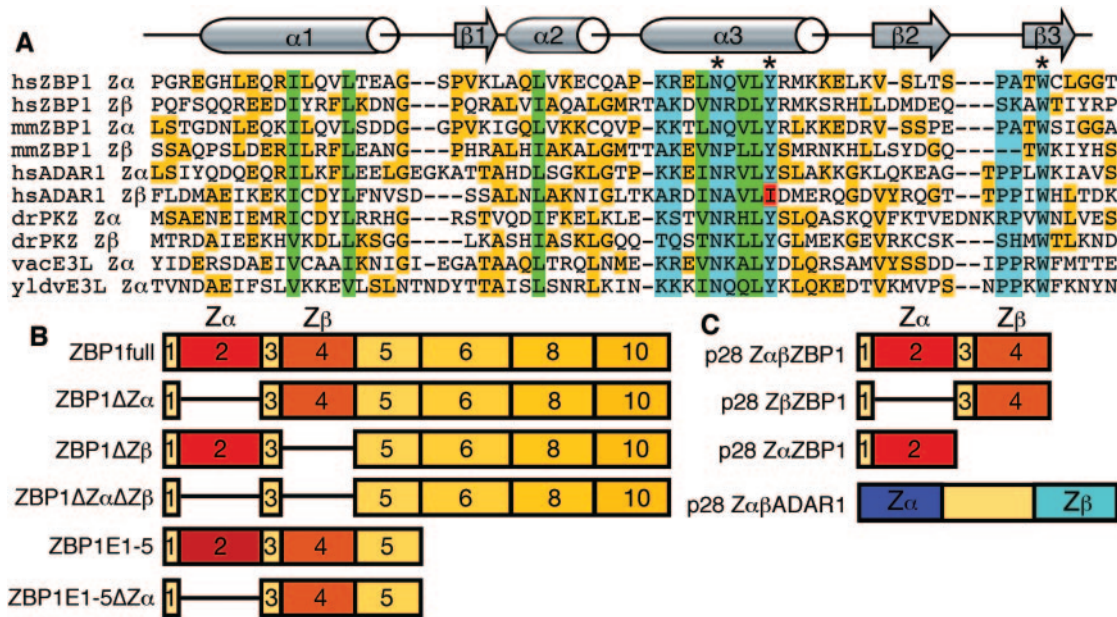 A
α1 β1 α2 α3 β2 β3
* * *
hsZBP1 Zα PGREGHLEQRILQVLTEAG---SPVKLAQLVKECQAP-KRELNQVLYRMKKELKV-SLTS-----PATWCLGGT
hsZBP1 Zβ PQFSQQREEDIYRFLKDNG---PQRALVIAQALGMRTAKDVNRDLYRMKSRHLLDMDEQ----SKAWTIYRP
mmZBP1 Zα LSTGDNLEQKILQVLSDDGG--GPVKIGQLVKKCQVP-KKTLNQVLYRLKKEDRV-SSPE-----PATWSIGGA
mmZBP1 Zβ SSAQPSLDERILRFLEANG---PHRALHIAKALGMTTAKEVNPLLYSMRNKHLLSYDGQ-----TWKIYHS
hsADAR1 Zα SIYQDQEQRILKFLEELGEGKATTAHDLSGKLGTP-KKEINRVLYSLAKKGKLQKEAG---TPPLWKIAVS
hsADAR1 Zβ FLDMAEIKEKICDYLFNVSD----SSALNLAKNIGLTKARDINAVLIDMERQGDVYRQGT---TPPIWHLTDK
drPKZ Zα MSAENEIEMRICDYLRRHG---RSTVQDIFKELKLE-KSTVNRHLYSLQASKQVFKTVEDNKRPVWNLVES
drPKZ Zβ MTRDAIEEKHVKDLLKSGG----LKASHIASKLGQQ-TQSTNKLLYGLMEKGEVRKCSK---SHMWTLKND
vacE3L Zα YIDERSDAEIVCAAIKNIGI-EGATAAQLTRQLNME-KREVNKALYDLQRSAMVYSSDD---IPPRWFMTTE
yldvE3L Zα TVNDAEIFSLVKKEVLSLNTNDYTTAISLSNRLKIN-KKKINQQLYKLQKEDTVKMVPS---NPPKWFKNYN
B
Zα Zβ
ZBP1full 1 2 3 4 5 6 8 10
ZBP1ΔZα 1 3 4 5 6 8 10
ZBP1ΔZβ 1 2 3 5 6 8 10
ZBP1ΔZαΔZβ 1 3 5 6 8 10
ZBP1E1-5 1 2 3 4 5
ZBP1E1-5ΔZα 1 3 4 5
C
Zα Zβ
p28 ZαβZBP1 1 2 3 4
p28 ZβZBP1 1 3 4
p28 ZαZBP1 1 2
p28 ZαβADAR1 Zα Zβ